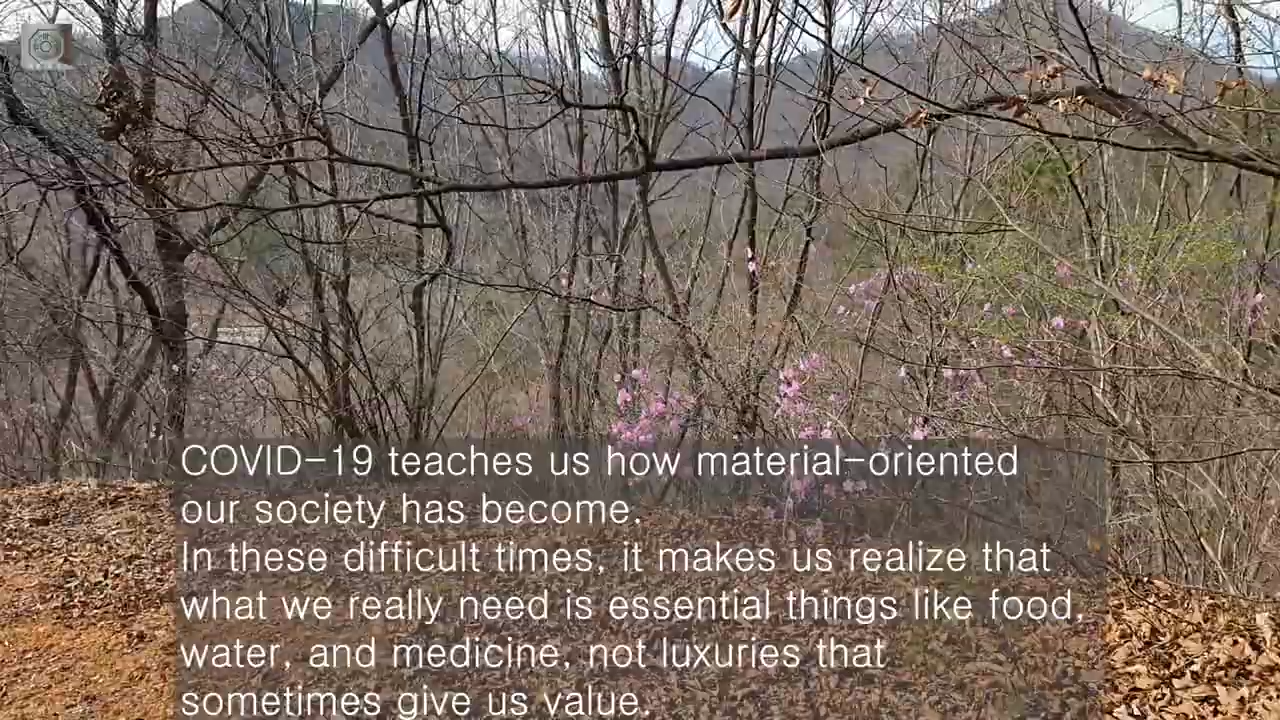 COVID-19 teaches us how material-oriented
our society has become.
In these difficult times, it makes us realize that
what we really need is essential things like food,
water, and medicine, not luxuries that
sometimes give us value.